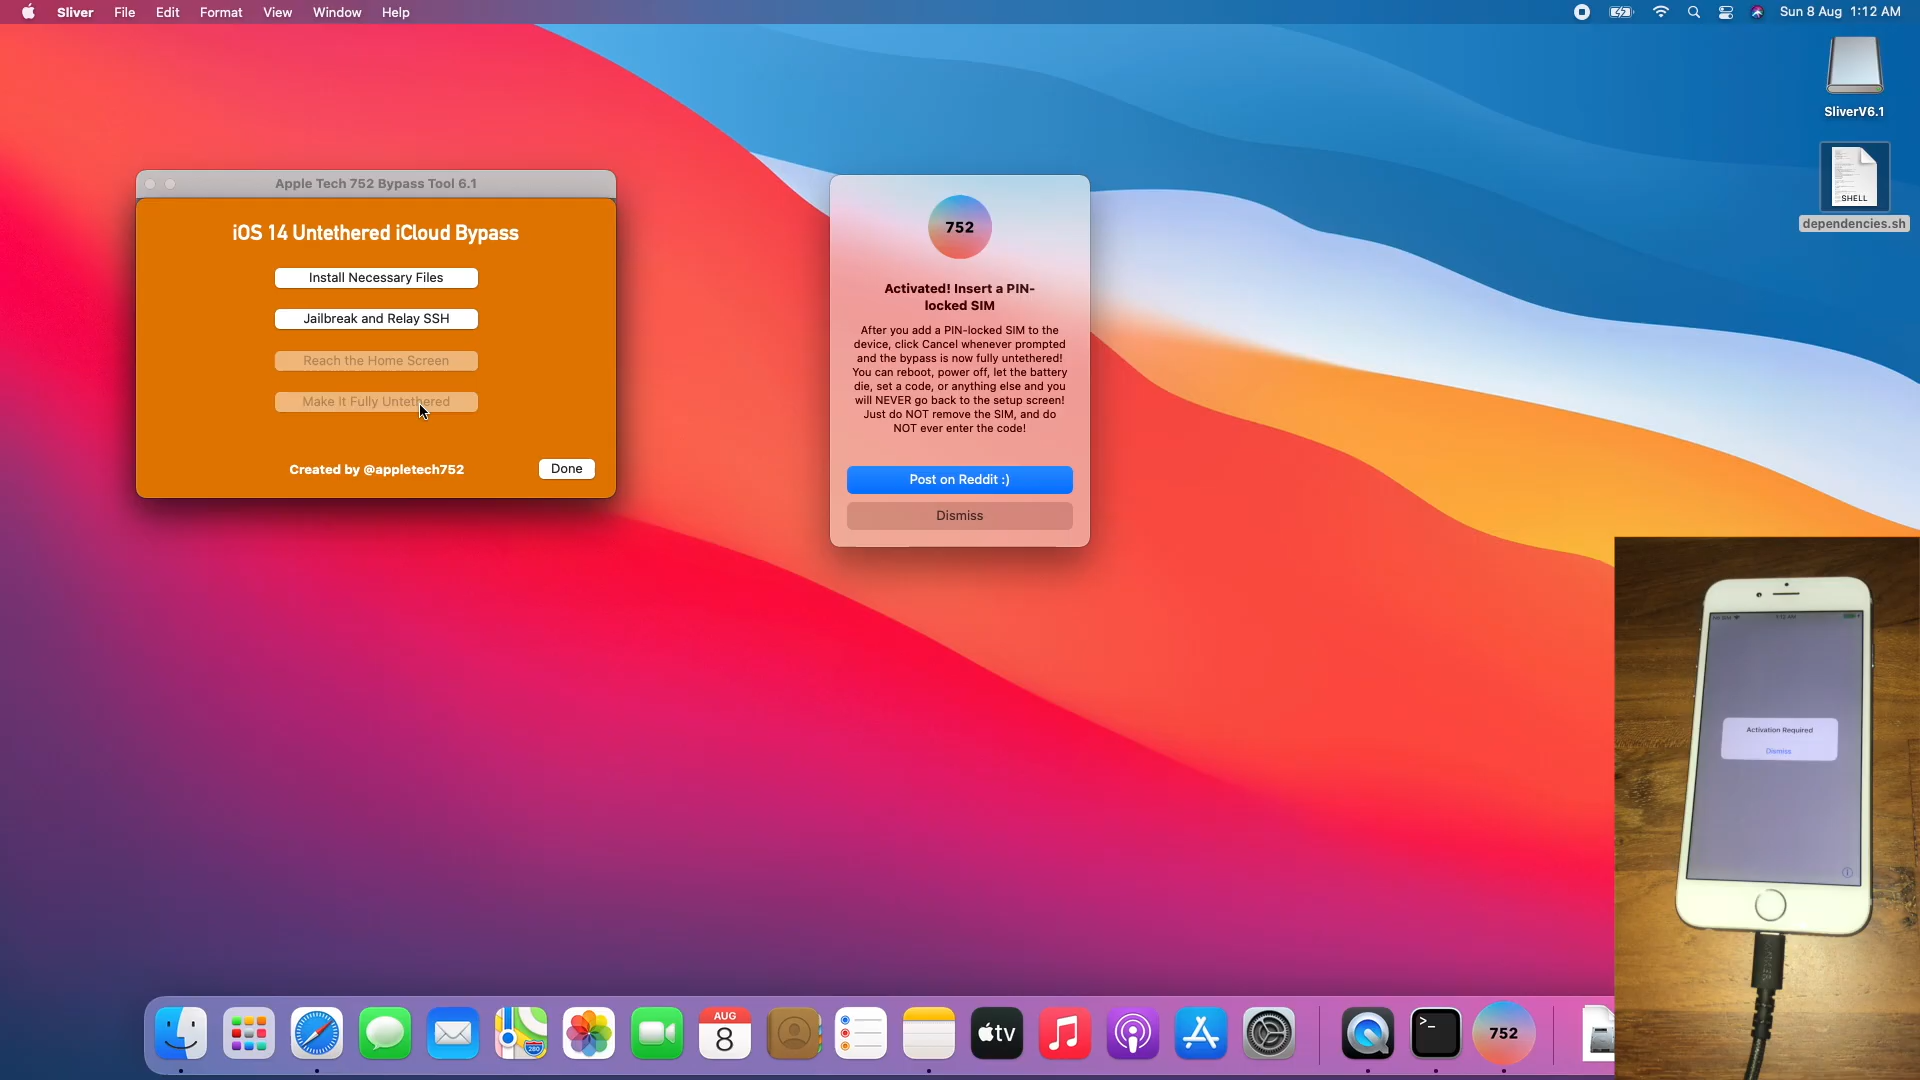 Sliver File Edit Format View Window Help
Sun 8 Aug 1:12 AM
SliverV6.1
SHELL
dependencies.sh
Apple Tech 752 Bypass Tool 6.1
iOS 14 Untethered iCloud Bypass
Install Necessary Files
Jailbreak and Relay SSH
Reach the Home Screen
Make It Fully Untethered
Created by @appletech752
Done
752
Activated! Insert a PIN-
locked SIM
After you add a PIN-locked SIM to the
device, click Cancel whenever prompted
and the bypass is now fully untethered!
You can reboot, power off, let the battery
die, set a code, or anything else and you
will NEVER go back to the setup screen!
Just do NOT remove the SIM, and do
NOT ever enter the code!
Post on Reddit :)
Dismiss
Activation Required
Dismiss
AUG
8
280
tv
>_
752